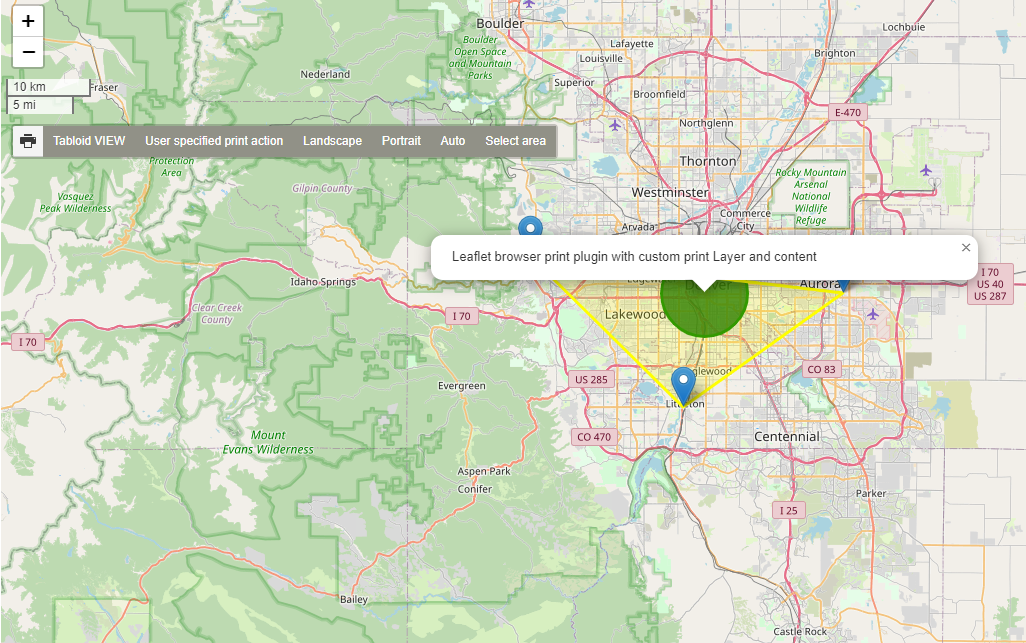 +
−
10 km
5 mi
Fraser
Boulder
Boulder
Open Space
and Mountain
Parks
Nederland
Lafayette
Louisville
Superior
Broomfield
Lochbuie
Brighton
E-470
Northglenn
Thornton
Westminster
Commerce
City
Arvada
Rocky Mountain
Arsenal
National
Wildlife
Refuge
Tabloid VIEW
User specified print action
Landscape
Portrait
Auto
Select area
Protection
Area
Vasquez
Peak Wilderness
Gilpin County
Leaflet browser print plugin with custom print Layer and content
×
I 70
US 40
US 287
Idaho Springs
Clear Creek
County
I 70
I 70
Lakewood
Aurora
Evergreen
US 285
CO 83
CO 470
Centennial
Mount
Evans Wilderness
Aspen Park
Conifer
Parker
I 25
Bailey
Castle Rock